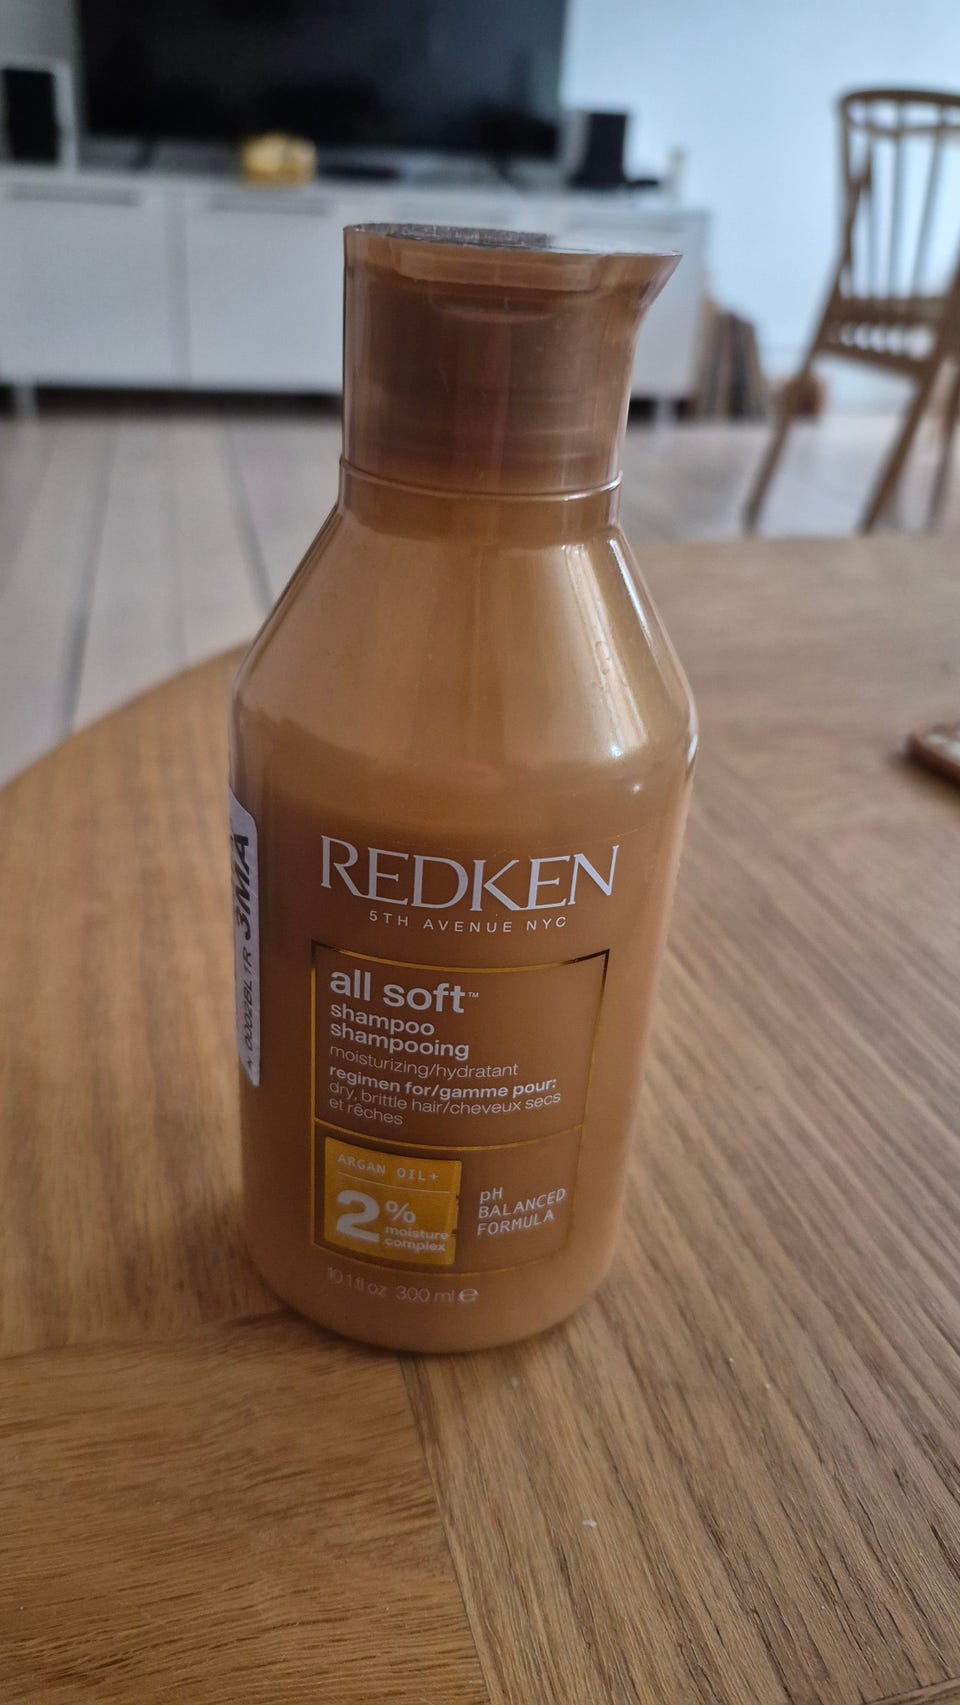 REDKEN
5TH AVENUE NYC
all soft™
shampoo
shampooing
moisturizing/hydratant
regimen for/gamme pour:
dry, brittle hair/cheveux secs
et rêches
ARGAN OIL+
2%
moisture
complex
pH
BALANCED
FORMULA
10.1 fl oz 300 ml ℮
3MA